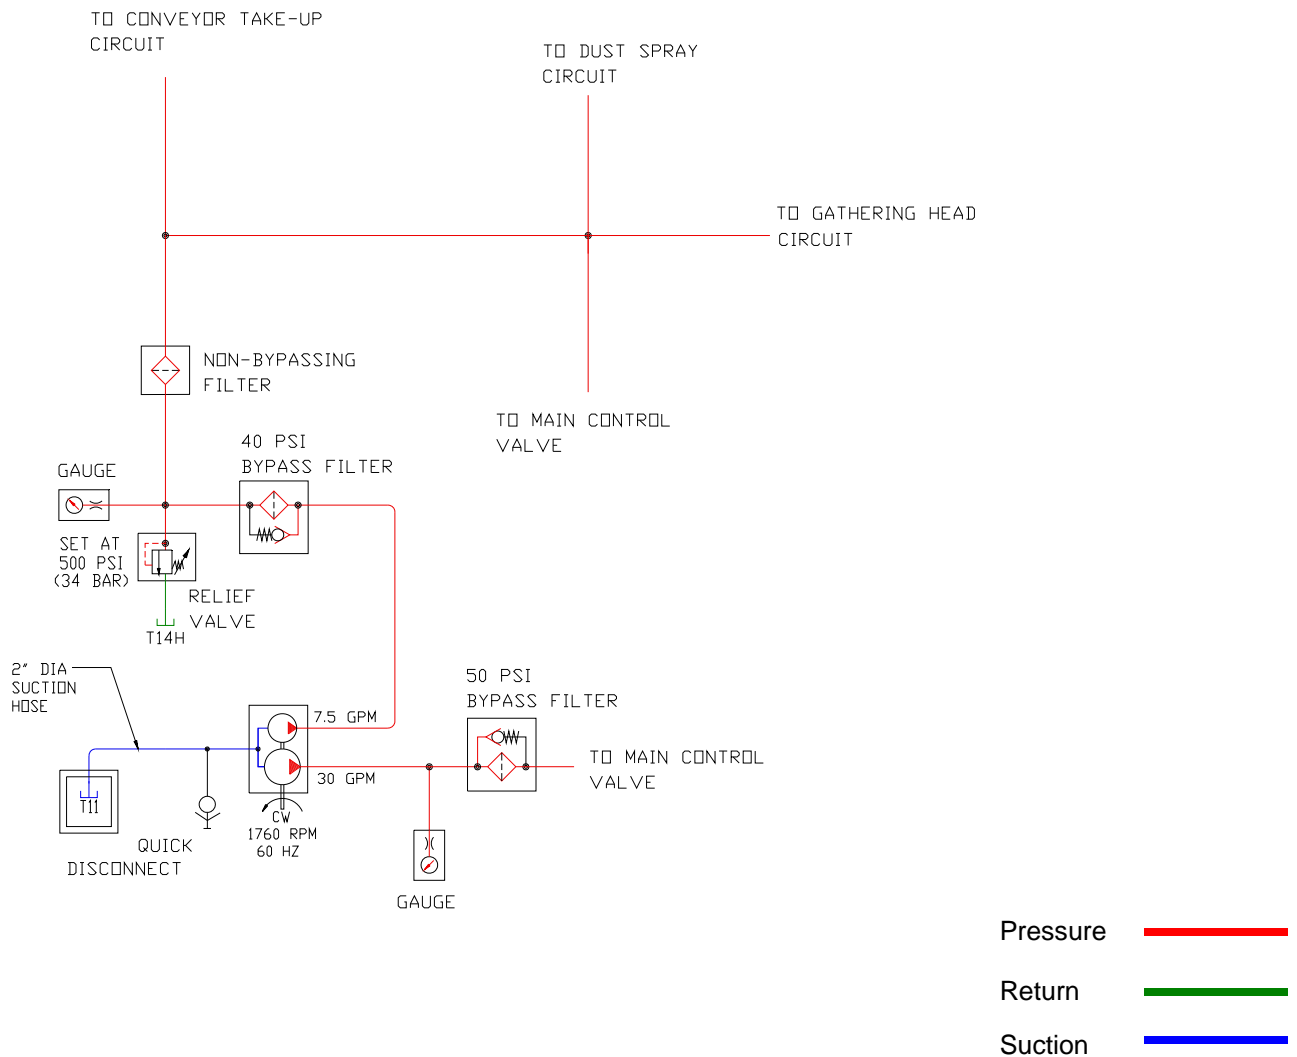 TO CONVEYOR TAKE-UP
CIRCUIT
TO DUST SPRAY
CIRCUIT
TO GATHERING HEAD
CIRCUIT
NON-BYPASSING
FILTER
TO MAIN CONTROL
VALVE
40 PSI
BYPASS FILTER
GAUGE
SET AT
500 PSI
(34 BAR)
RELIEF
VALVE
T14H
2" DIA
SUCTION
HOSE
50 PSI
BYPASS FILTER
7.5 GPM
TO MAIN CONTROL
VALVE
30 GPM
T11
CW
1760 RPM
60 HZ
QUICK
DISCONNECT
GAUGE
Pressure
Return
Suction